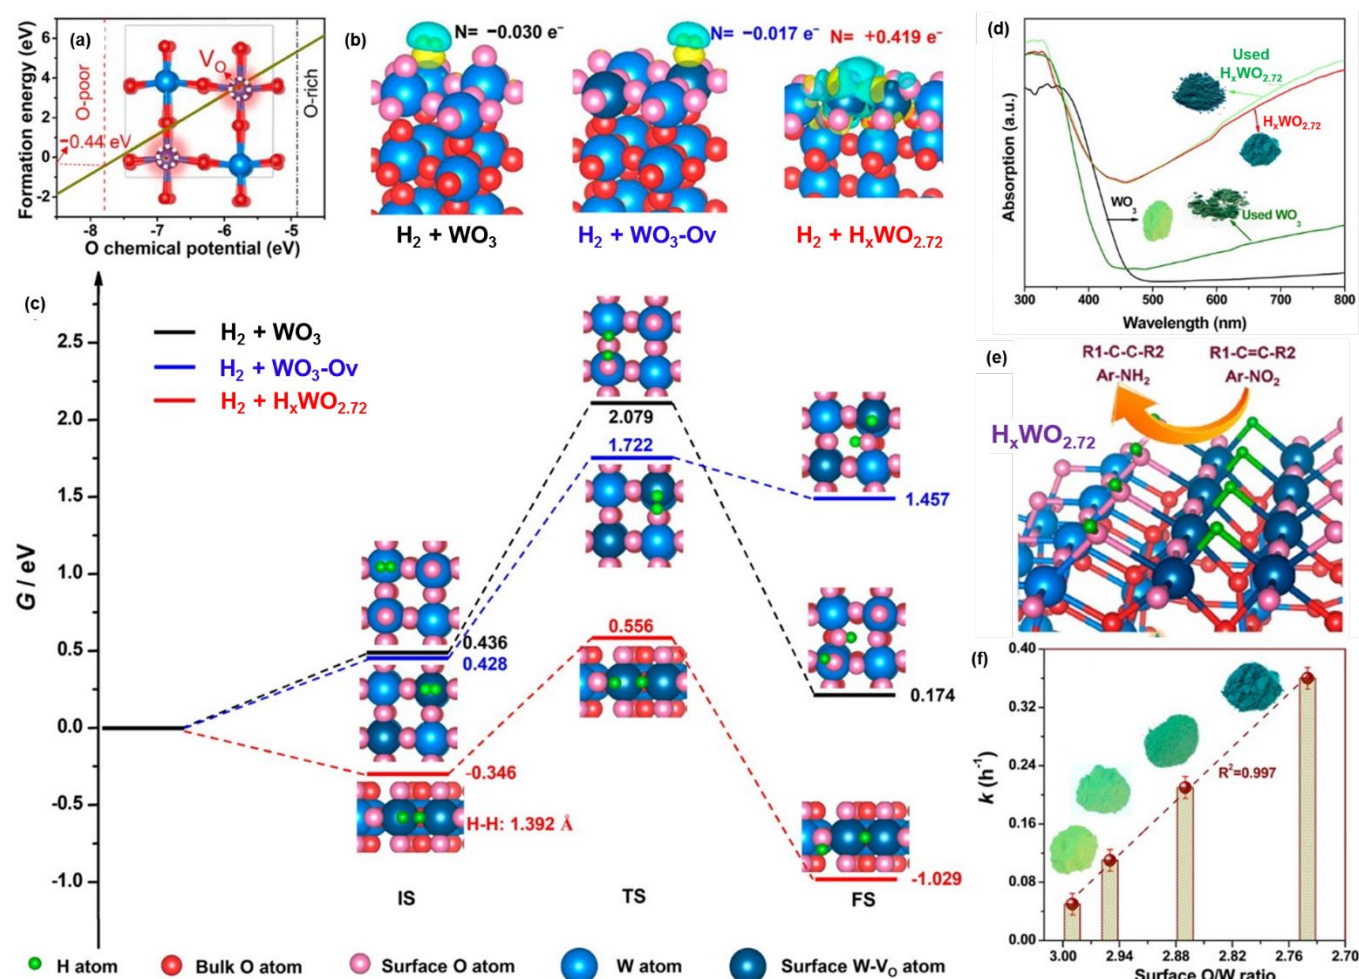 (a)
Formation energy (eV)
6
4
2
0
-2
O-poor
V_O
O-rich
−0.44 eV
-8 -7 -6 -5
O chemical potential (eV)
(b)
N= −0.030 e⁻
N= −0.017 e⁻
N= +0.419 e⁻
H₂ + WO₃
H₂ + WO₃-Ov
H₂ + HₓWO₂.₇₂
(c)
H₂ + WO₃
H₂ + WO₃-Ov
H₂ + HₓWO₂.₇₂
G / eV
2.5
2.0
1.5
1.0
0.5
0.0
-0.5
-1.0
2.079
1.722
1.457
0.436
0.428
0.556
0.174
-0.346
H-H: 1.392 Å
-1.029
IS
TS
FS
H atom
Bulk O atom
Surface O atom
W atom
Surface W-V_O atom
(d)
Absorption (a.u.)
Used
HₓWO₂.₇₂
HₓWO₂.₇₂
WO₃
Used WO₃
300 400 500 600 700 800
Wavelength (nm)
(e)
R1-C-C-R2
Ar-NH₂
R1-C=C-R2
Ar-NO₂
HₓWO₂.₇₂
(f)
k (h⁻¹)
0.40
0.32
0.24
0.16
0.08
0.00
R²=0.997
3.00 2.94 2.88 2.82 2.76 2.70
Surface O/W ratio